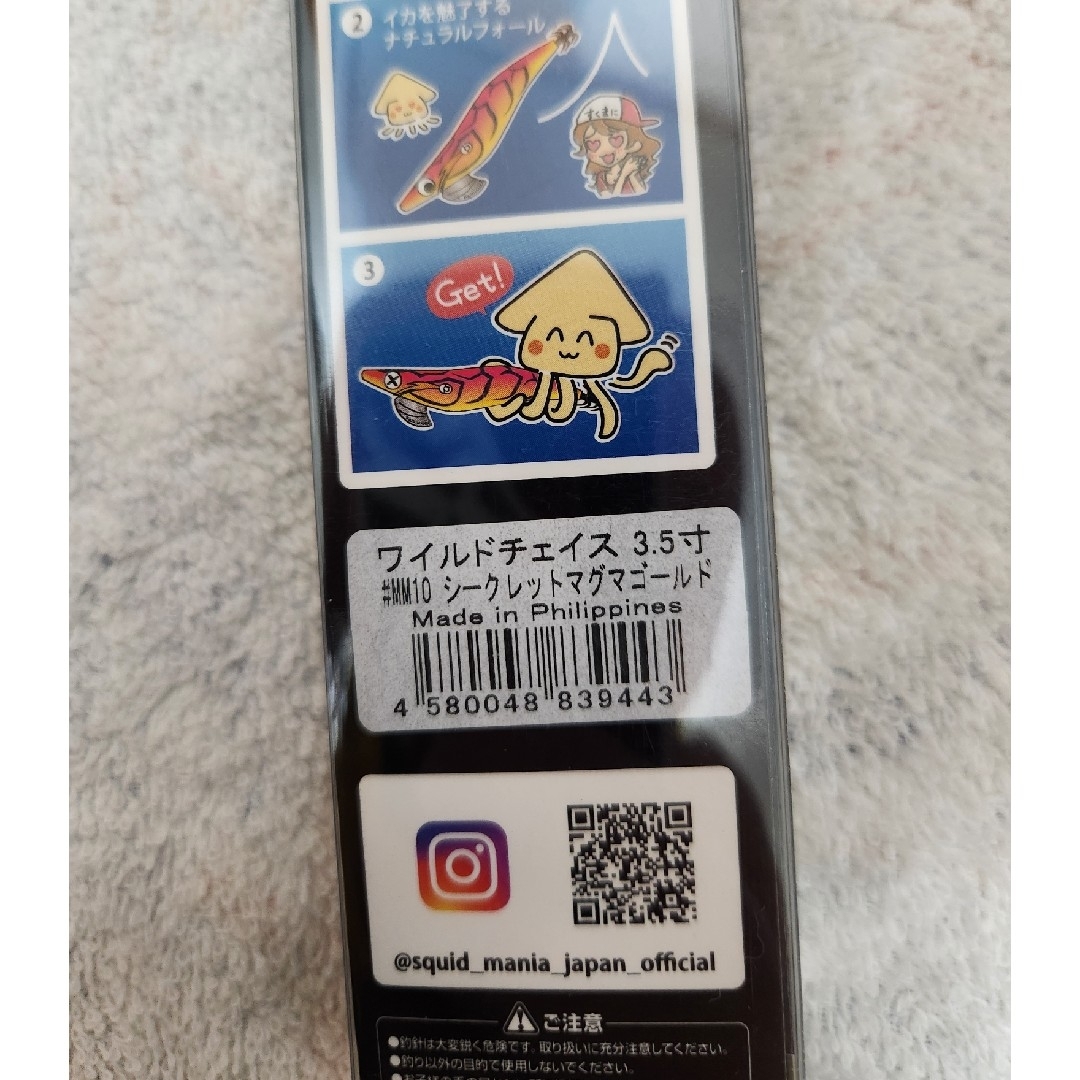 2
イカを魅了する
ナチュラルフォール
すくまに
3
Get!
ワイルドチェイス 3.5寸
#MM10 シークレットマグマゴールド
Made in Philippines
4 580048 839443
@squid_mania_japan_official
ご注意
●釣針は大変鋭く危険です。取り扱いに充分注意してください。
●釣り以外の目的で使用しないでください。